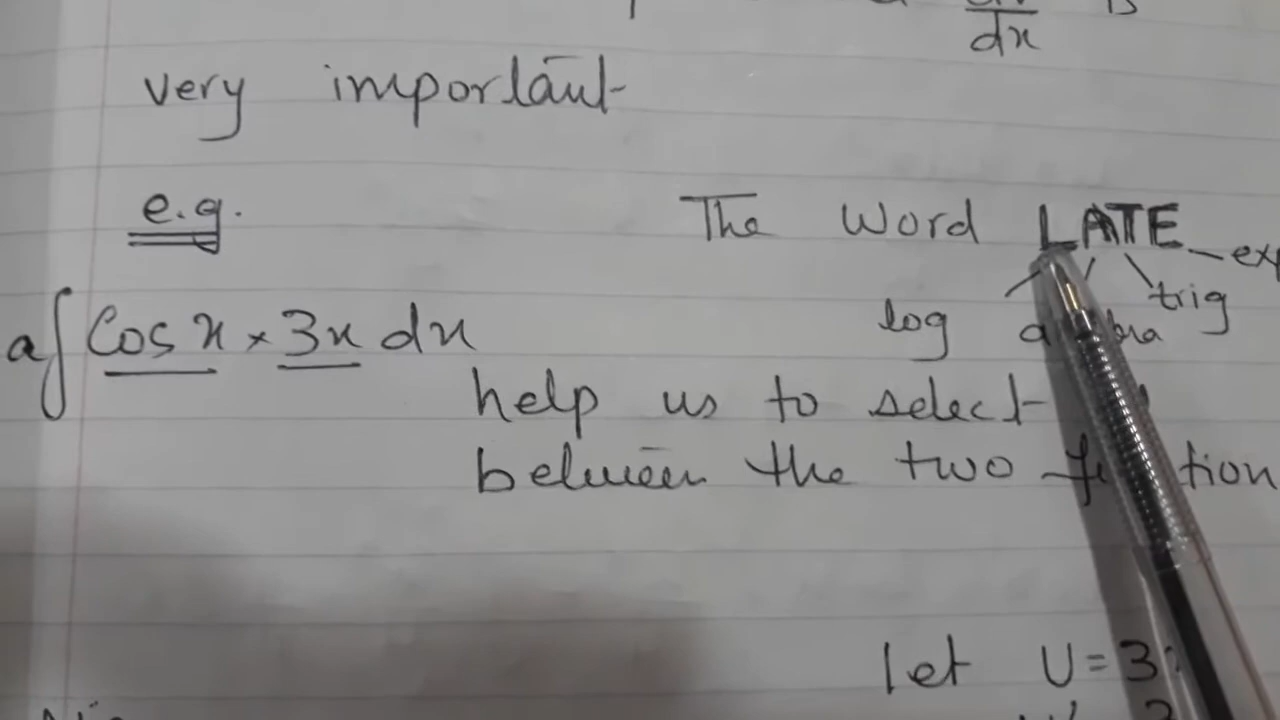 dx
very important
e.g.
The Word LATE
log trig
a∫ Cos x × 3x dx
help us to select
between the two
Let U = 3